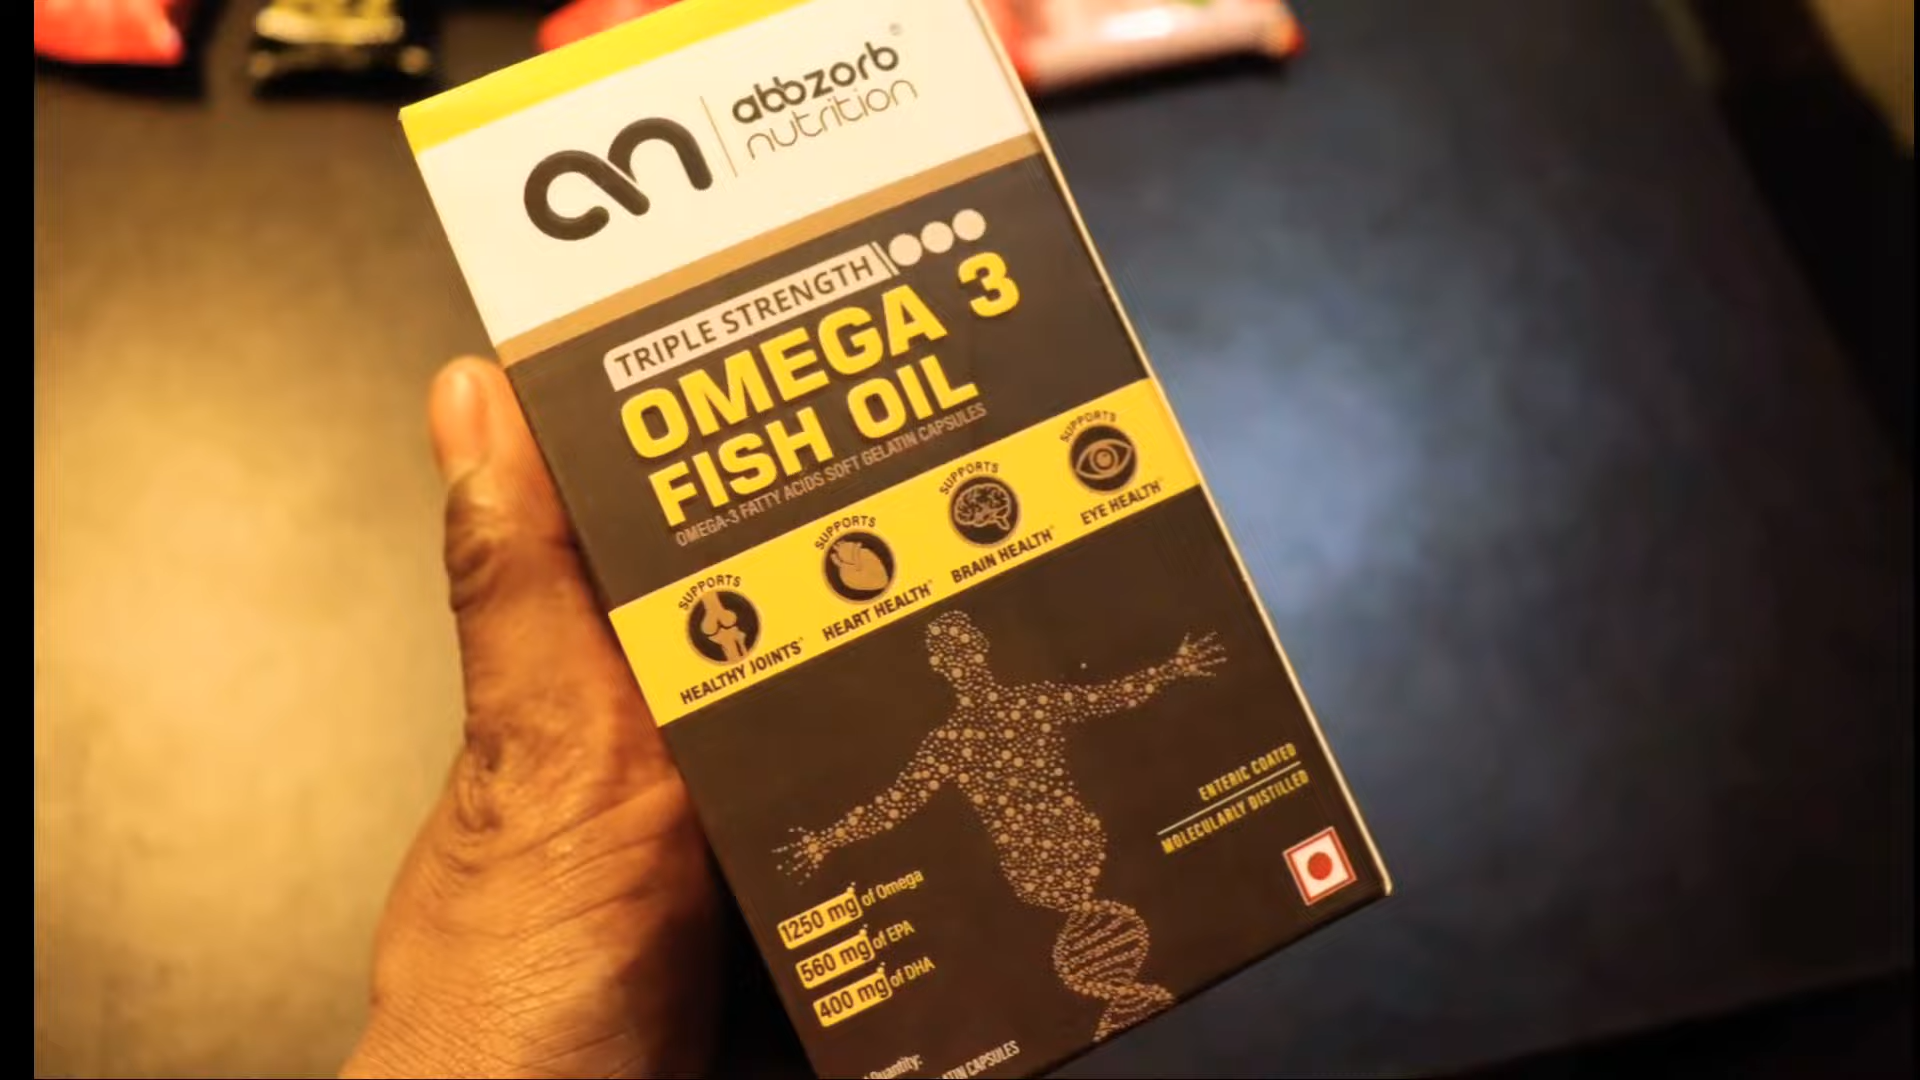 abbzorb®
nutrition
TRIPLE STRENGTH
OMEGA 3
FISH OIL
OMEGA-3 FATTY ACIDS SOFT GELATIN CAPSULES
SUPPORTS
HEALTHY JOINTS
SUPPORTS
HEART HEALTH
SUPPORTS
BRAIN HEALTH
SUPPORTS
EYE HEALTH
ENTERIC COATED
MOLECULARLY DISTILLED
1250 mg of Omega
560 mg of EPA
400 mg of DHA
Quantity:
CAPSULES